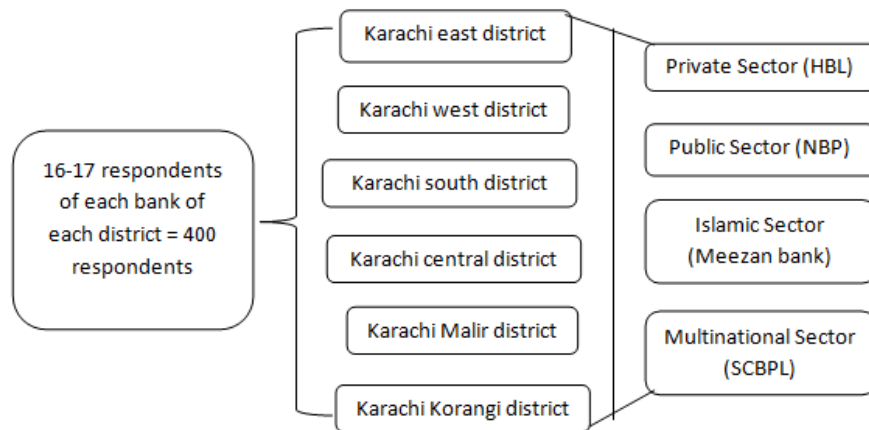 16-17 respondents
of each bank of
each district = 400
respondents
Karachi east district
Karachi west district
Karachi south district
Karachi central district
Karachi Malir district
Karachi Korangi district
Private Sector (HBL)
Public Sector (NBP)
Islamic Sector
(Meezan bank)
Multinational Sector
(SCBPL)